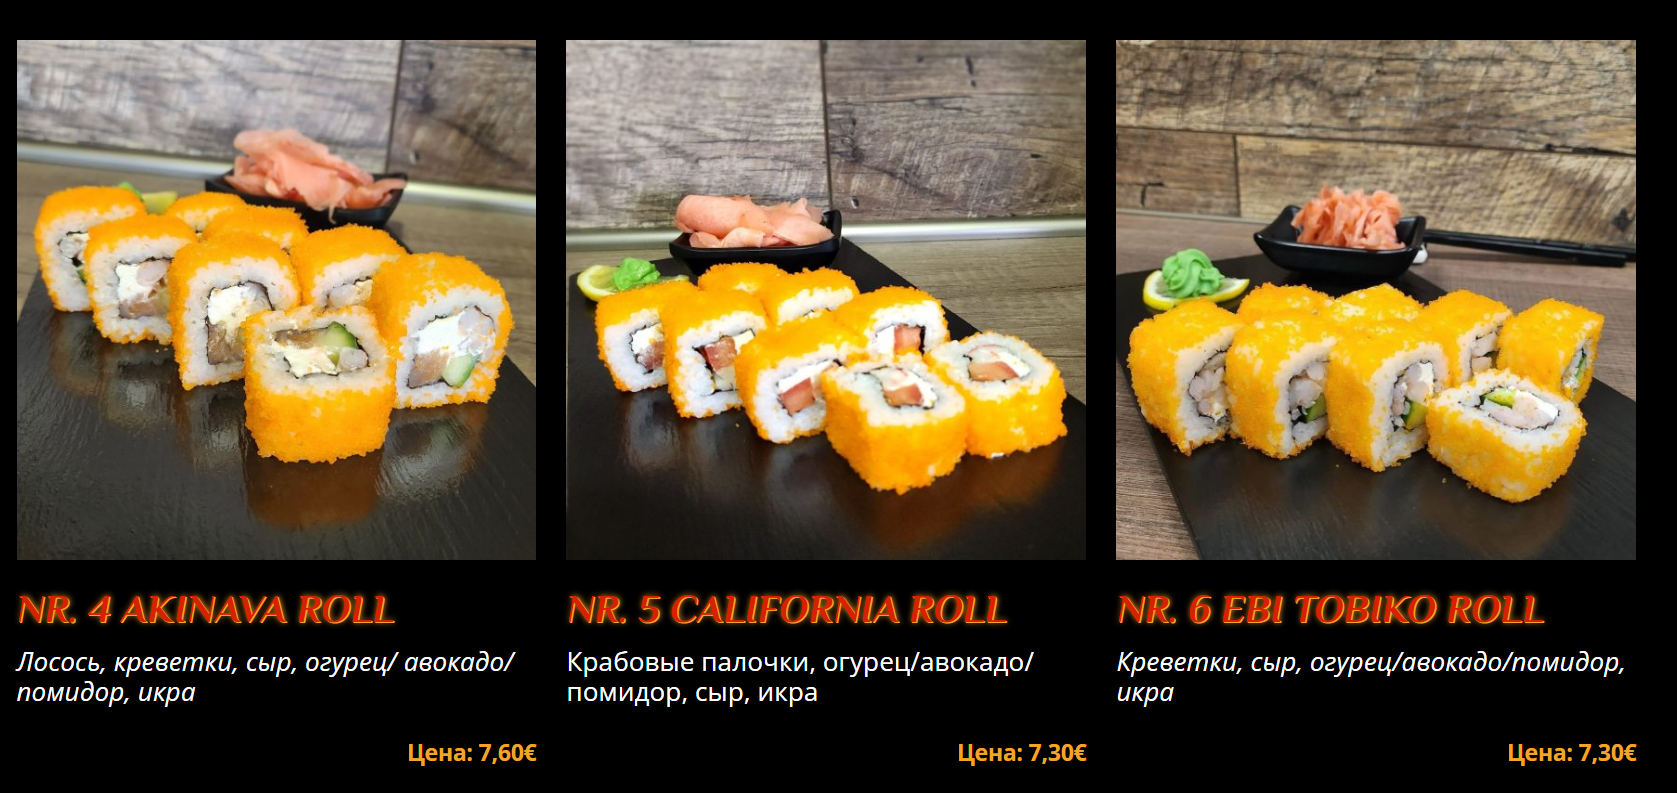 NR. 4 AKINAVA ROLL
Лосось, креветки, сыр, огурец/ авокадо/
помидор, икра
Цена: 7,60€
NR. 5 CALIFORNIA ROLL
Крабовые палочки, огурец/авокадо/
помидор, сыр, икра
Цена: 7,30€
NR. 6 EBI TOBIKO ROLL
Креветки, сыр, огурец/авокадо/помидор,
икра
Цена: 7,30€